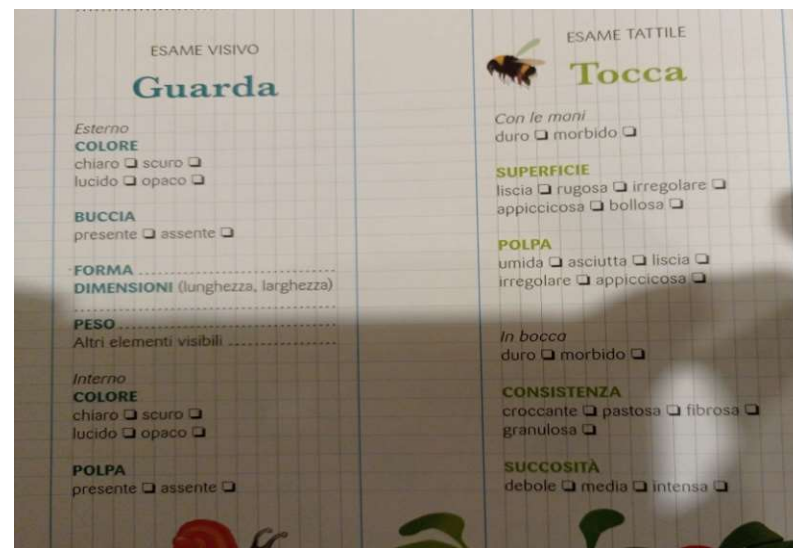 ESAME VISIVO
Guarda
Esterno
COLORE
chiaro ❏ scuro ❏
lucido ❏ opaco ❏
BUCCIA
presente ❏ assente ❏
FORMA
DIMENSIONI (lunghezza, larghezza)
PESO
Altri elementi visibili
Interno
COLORE
chiaro ❏ scuro ❏
lucido ❏ opaco ❏
POLPA
presente ❏ assente ❏
ESAME TATTILE
Tocca
Con le mani
duro ❏ morbido ❏
SUPERFICIE
liscia ❏ rugosa ❏ irregolare ❏
appiccicosa ❏ bollosa ❏
POLPA
umida ❏ asciutta ❏ liscia ❏
irregolare ❏ appiccicosa ❏
In bocca
duro ❏ morbido ❏
CONSISTENZA
croccante ❏ pastosa ❏ fibrosa ❏
granulosa ❏
SUCCOSITÀ
debole ❏ media ❏ intensa ❏